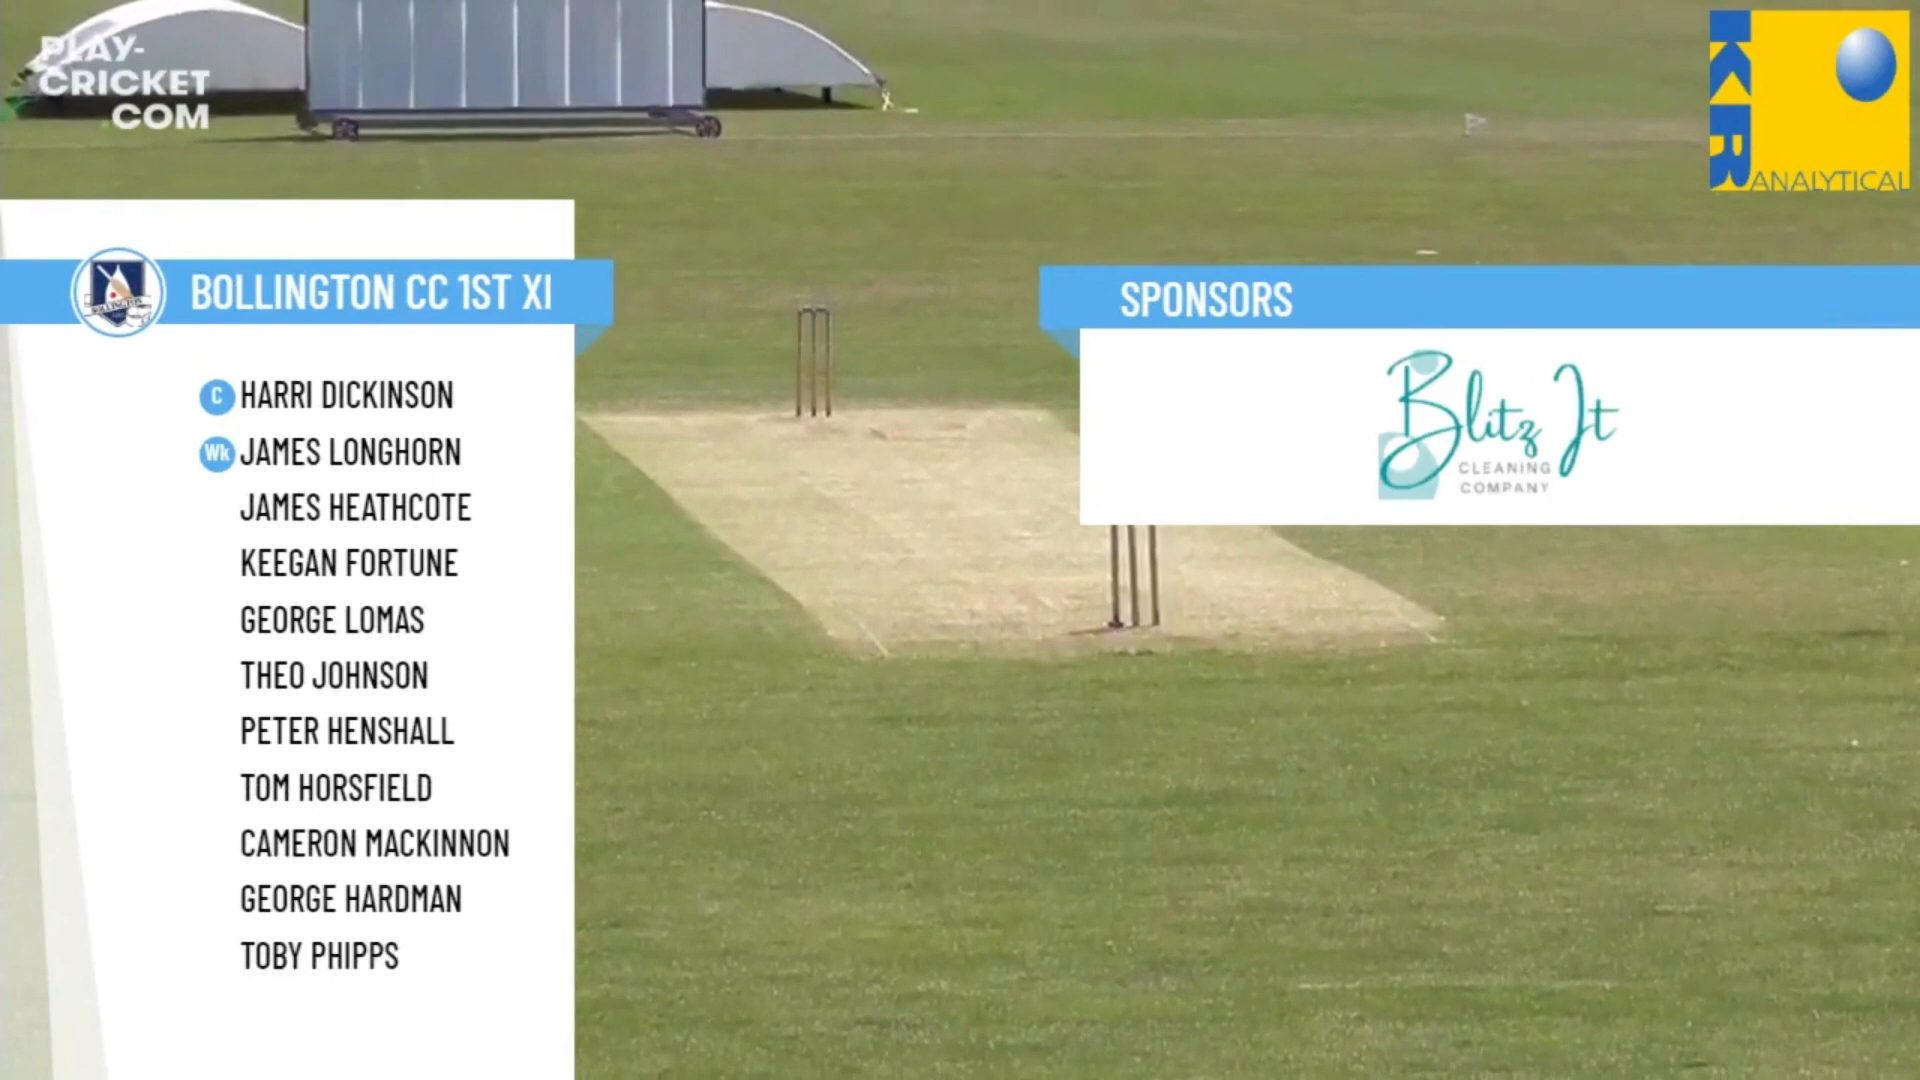 PLAY-
CRICKET
.COM
KR
ANALYTICAL
BOLLINGTON CC 1ST XI
BOLLINGTON
SPONSORS
C HARRI DICKINSON
Wk JAMES LONGHORN
JAMES HEATHCOTE
KEEGAN FORTUNE
GEORGE LOMAS
THEO JOHNSON
PETER HENSHALL
TOM HORSFIELD
CAMERON MACKINNON
GEORGE HARDMAN
TOBY PHIPPS
Blitz It
CLEANING
COMPANY